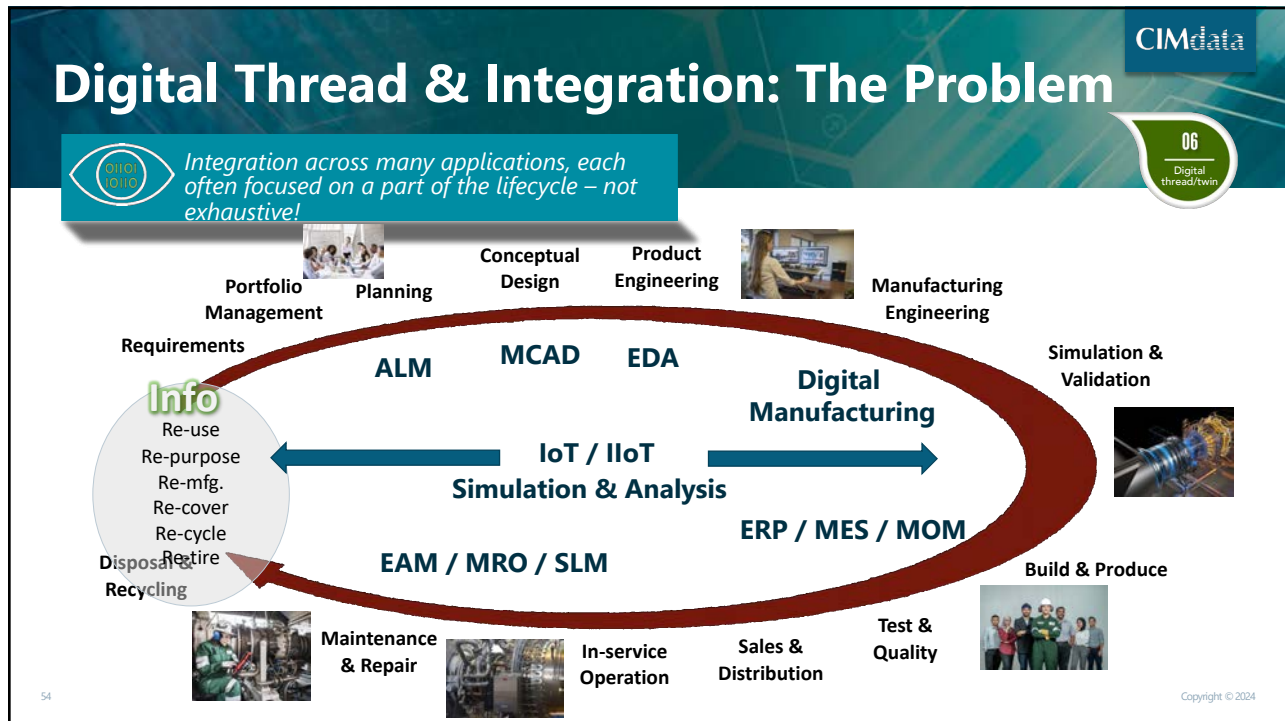 CIMdata
Digital Thread & Integration: The Problem
06
Digital
thread/twin
01101
10110
Integration across many applications, each
often focused on a part of the lifecycle – not
exhaustive!
Requirements
Portfolio
Management
Planning
Conceptual
Design
Product
Engineering
Manufacturing
Engineering
Simulation &
Validation
ALM
MCAD
EDA
Digital
Manufacturing
Info
Re-use
Re-purpose
Re-mfg.
Re-cover
Re-cycle
Re-tire
IoT / IIoT
Simulation & Analysis
ERP / MES / MOM
EAM / MRO / SLM
Build & Produce
Test &
Quality
Sales &
Distribution
In-service
Operation
Maintenance
& Repair
Disposal &
Recycling
54
Copyright © 2024